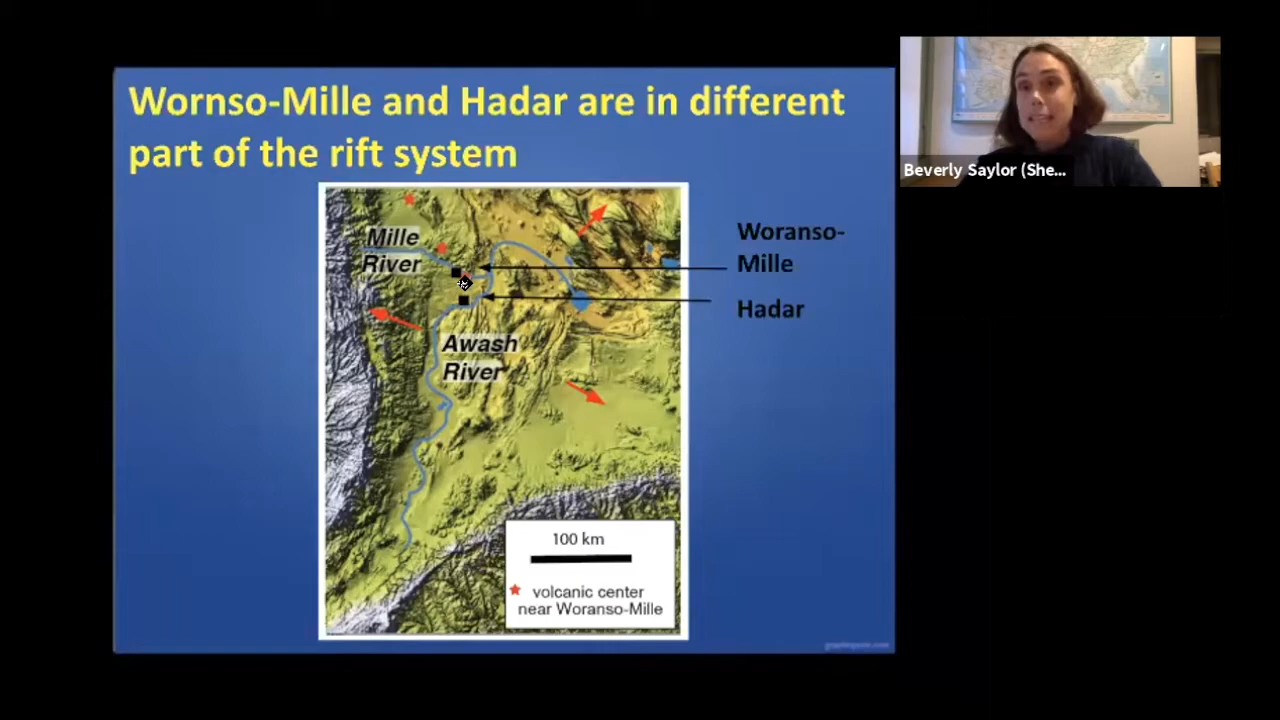 Wornso-Mille and Hadar are in different
part of the rift system
Beverly Saylor (She...
Mille
River
Woranso-
Mille
Hadar
Awash
River
100 km
volcanic center
near Woranso-Mille